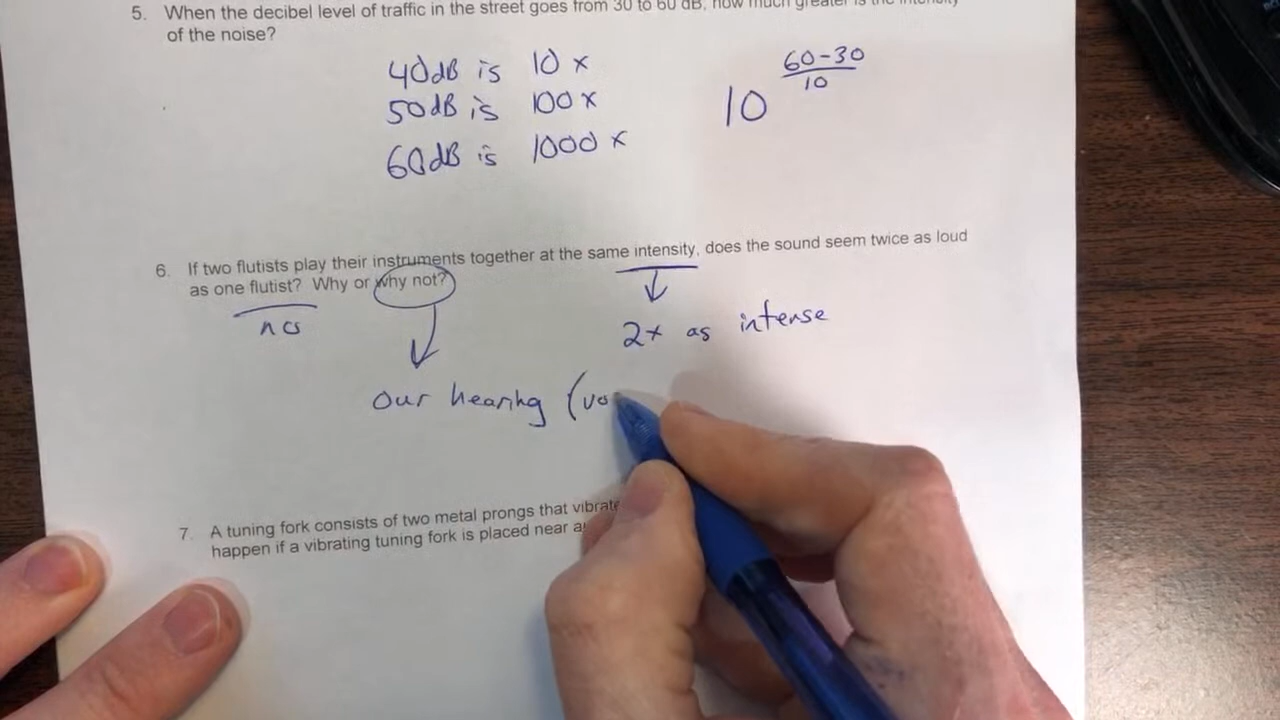 5. When the decibel level of traffic in the street goes from 30 to 60 dB, how much greater is the intensity
of the noise?
40dB is 10 x
50dB is 100 x
60dB is 1000 x
10
60-30
10
6. If two flutists play their instruments together at the same intensity, does the sound seem twice as loud
as one flutist? Why or why not?
2x as intense
our hearing (vo
7. A tuning fork consists of two metal prongs that vibrate
happen if a vibrating tuning fork is placed near a